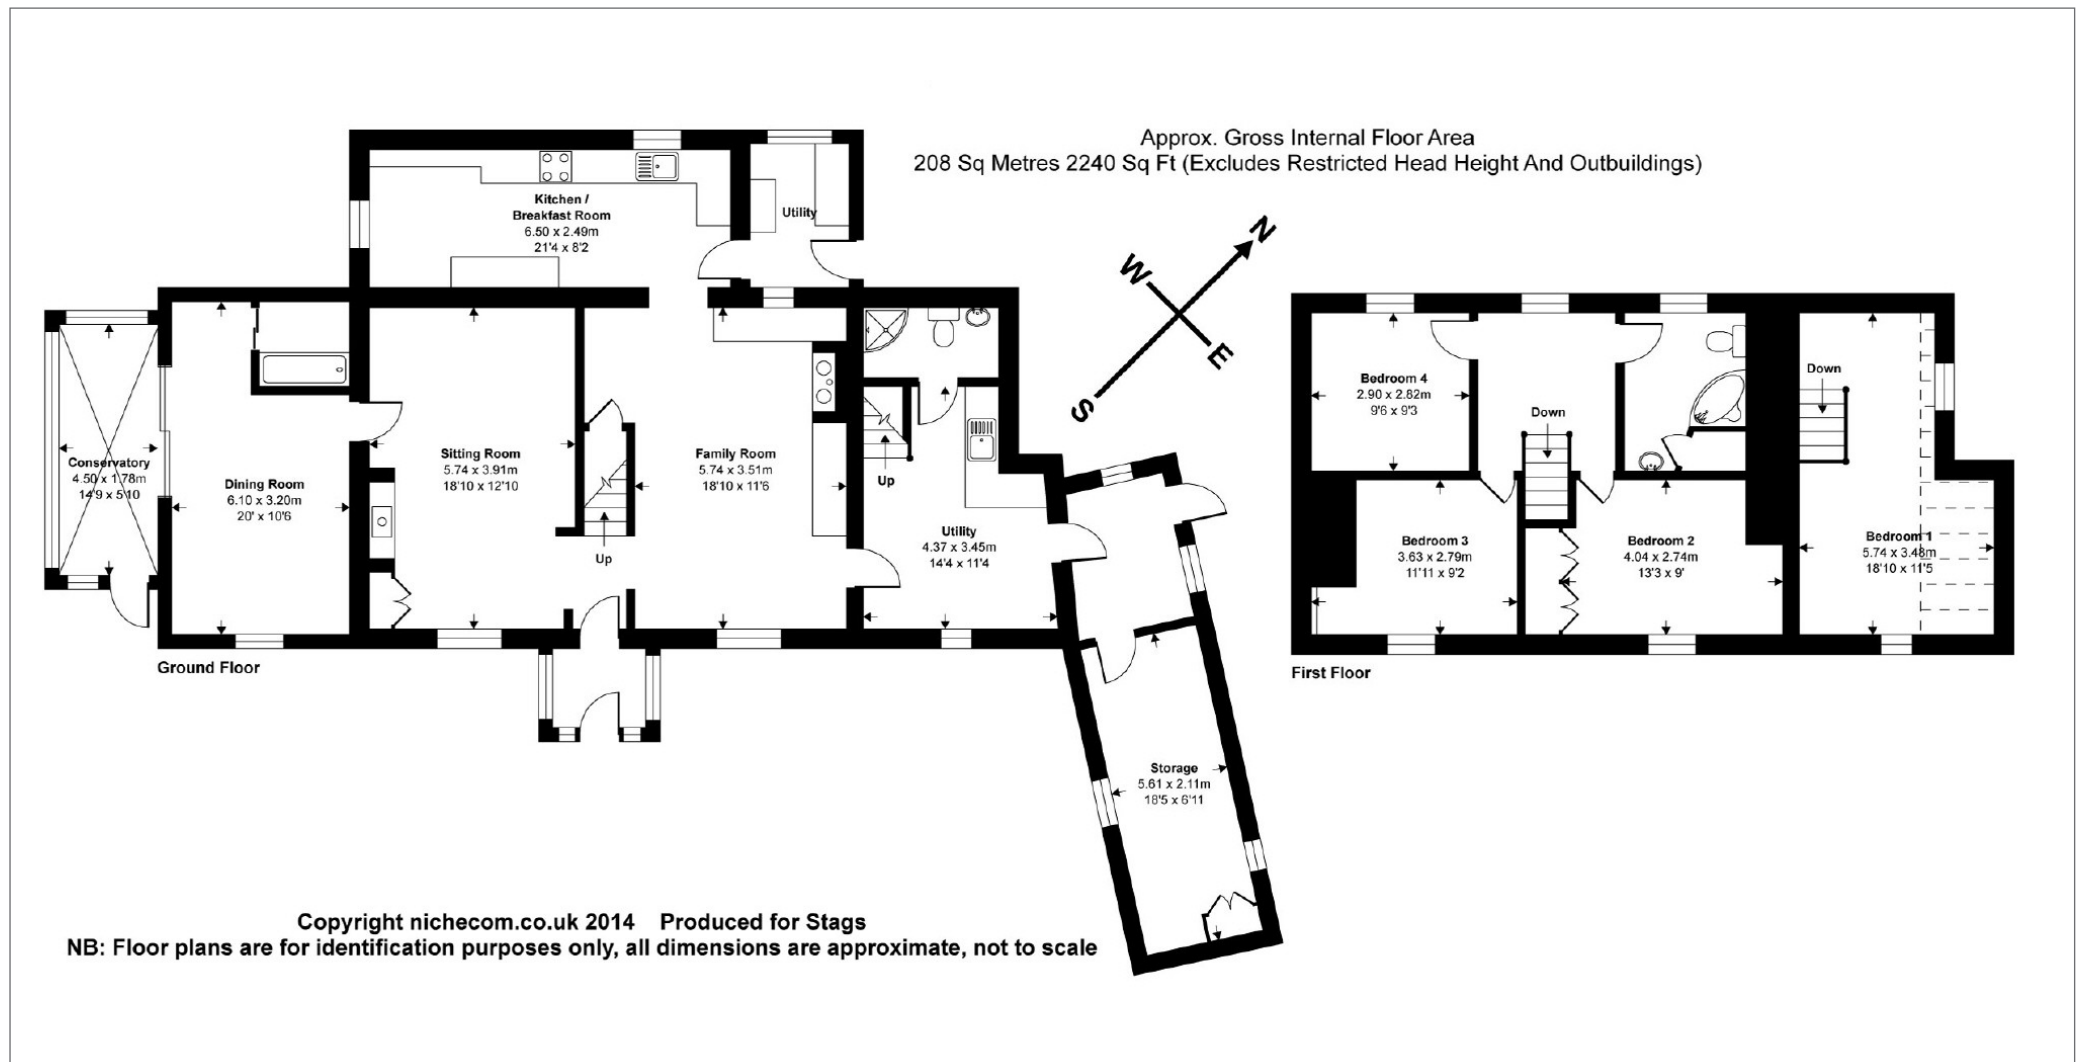 Approx. Gross Internal Floor Area
208 Sq Metres 2240 Sq Ft (Excludes Restricted Head Height And Outbuildings)
Kitchen /
Breakfast Room
6.50 x 2.49m
21'4 x 8'2
Utility
N
W
E
S
Conservatory
4.50 x 1.78m
14'9 x 5'10
Dining Room
6.10 x 3.20m
20' x 10'6
Sitting Room
5.74 x 3.91m
18'10 x 12'10
Up
Family Room
5.74 x 3.51m
18'10 x 11'6
Up
Utility
4.37 x 3.45m
14'4 x 11'4
Storage
5.61 x 2.11m
18'5 x 6'11
Ground Floor
Bedroom 4
2.90 x 2.82m
9'6 x 9'3
Down
Down
Bedroom 3
3.63 x 2.79m
11'11 x 9'2
Bedroom 2
4.04 x 2.74m
13'3 x 9'
Bedroom 1
5.74 x 3.48m
18'10 x 11'5
First Floor
Copyright nichecom.co.uk 2014 Produced for Stags
NB: Floor plans are for identification purposes only, all dimensions are approximate, not to scale